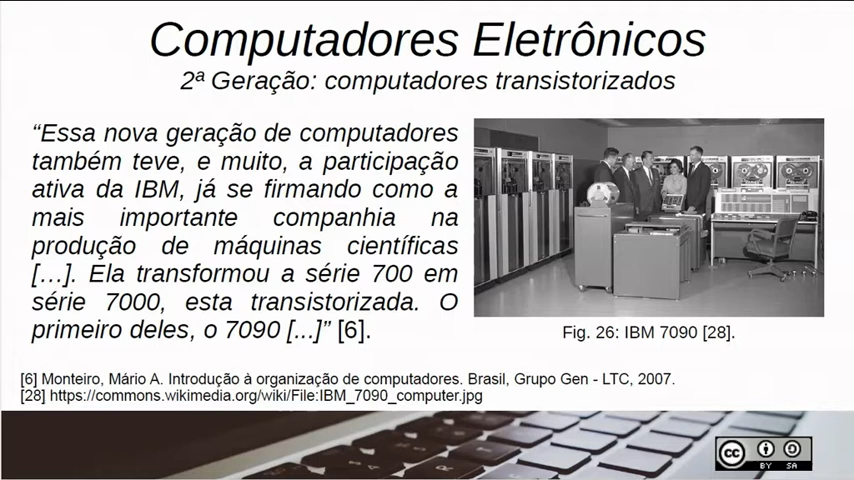 Computadores Eletrônicos
2ª Geração: computadores transistorizados
“Essa nova geração de computadores
também teve, e muito, a participação
ativa da IBM, já se firmando como a
mais importante companhia na
produção de máquinas científicas
[…]. Ela transformou a série 700 em
série 7000, esta transistorizada. O
primeiro deles, o 7090 [...]” [6].
Fig. 26: IBM 7090 [28].
[6] Monteiro, Mário A. Introdução à organização de computadores. Brasil, Grupo Gen - LTC, 2007.
[28] https://commons.wikimedia.org/wiki/File:IBM_7090_computer.jpg
cc BY SA